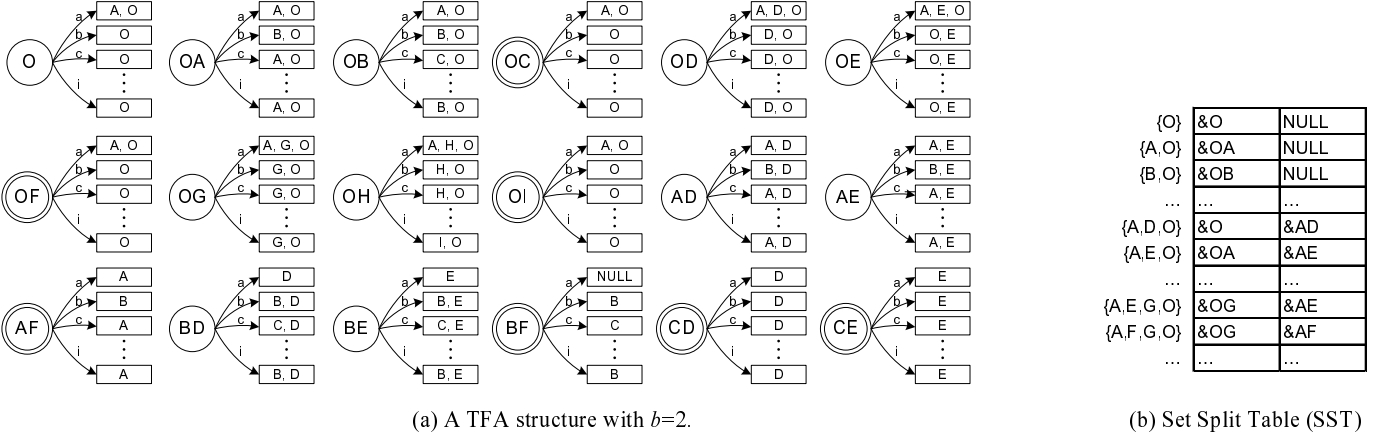 O a A, O b O c O i O
OA a A, O b B, O c A, O i A, O
OB a A, O b B, O c C, O i B, O
OC a A, O b O c O i O
OD a A, D, O b D, O c D, O i D, O
OE a A, E, O b O, E c O, E i O, E
OF a A, O b O c O i O
OG a A, G, O b G, O c G, O i G, O
OH a A, H, O b H, O c H, O i I, O
OI a A, O b O c O i O
AD a A, D b B, D c A, D i A, D
AE a A, E b B, E c A, E i A, E
AF a A b B c A i A
BD a D b B, D c C, D i B, D
BE a E b B, E c C, E i B, E
BF a NULL b B c C i B
CD a D b D c D i D
CE a E b E c E i E
(a) A TFA structure with b=2.
{O} &O NULL
{A,O} &OA NULL
{B,O} &OB NULL
... ... ...
{A,D,O} &O &AD
{A,E,O} &OA &AE
... ... ...
{A,E,G,O} &OG &AE
{A,F,G,O} &OG &AF
... ... ...
(b) Set Split Table (SST)